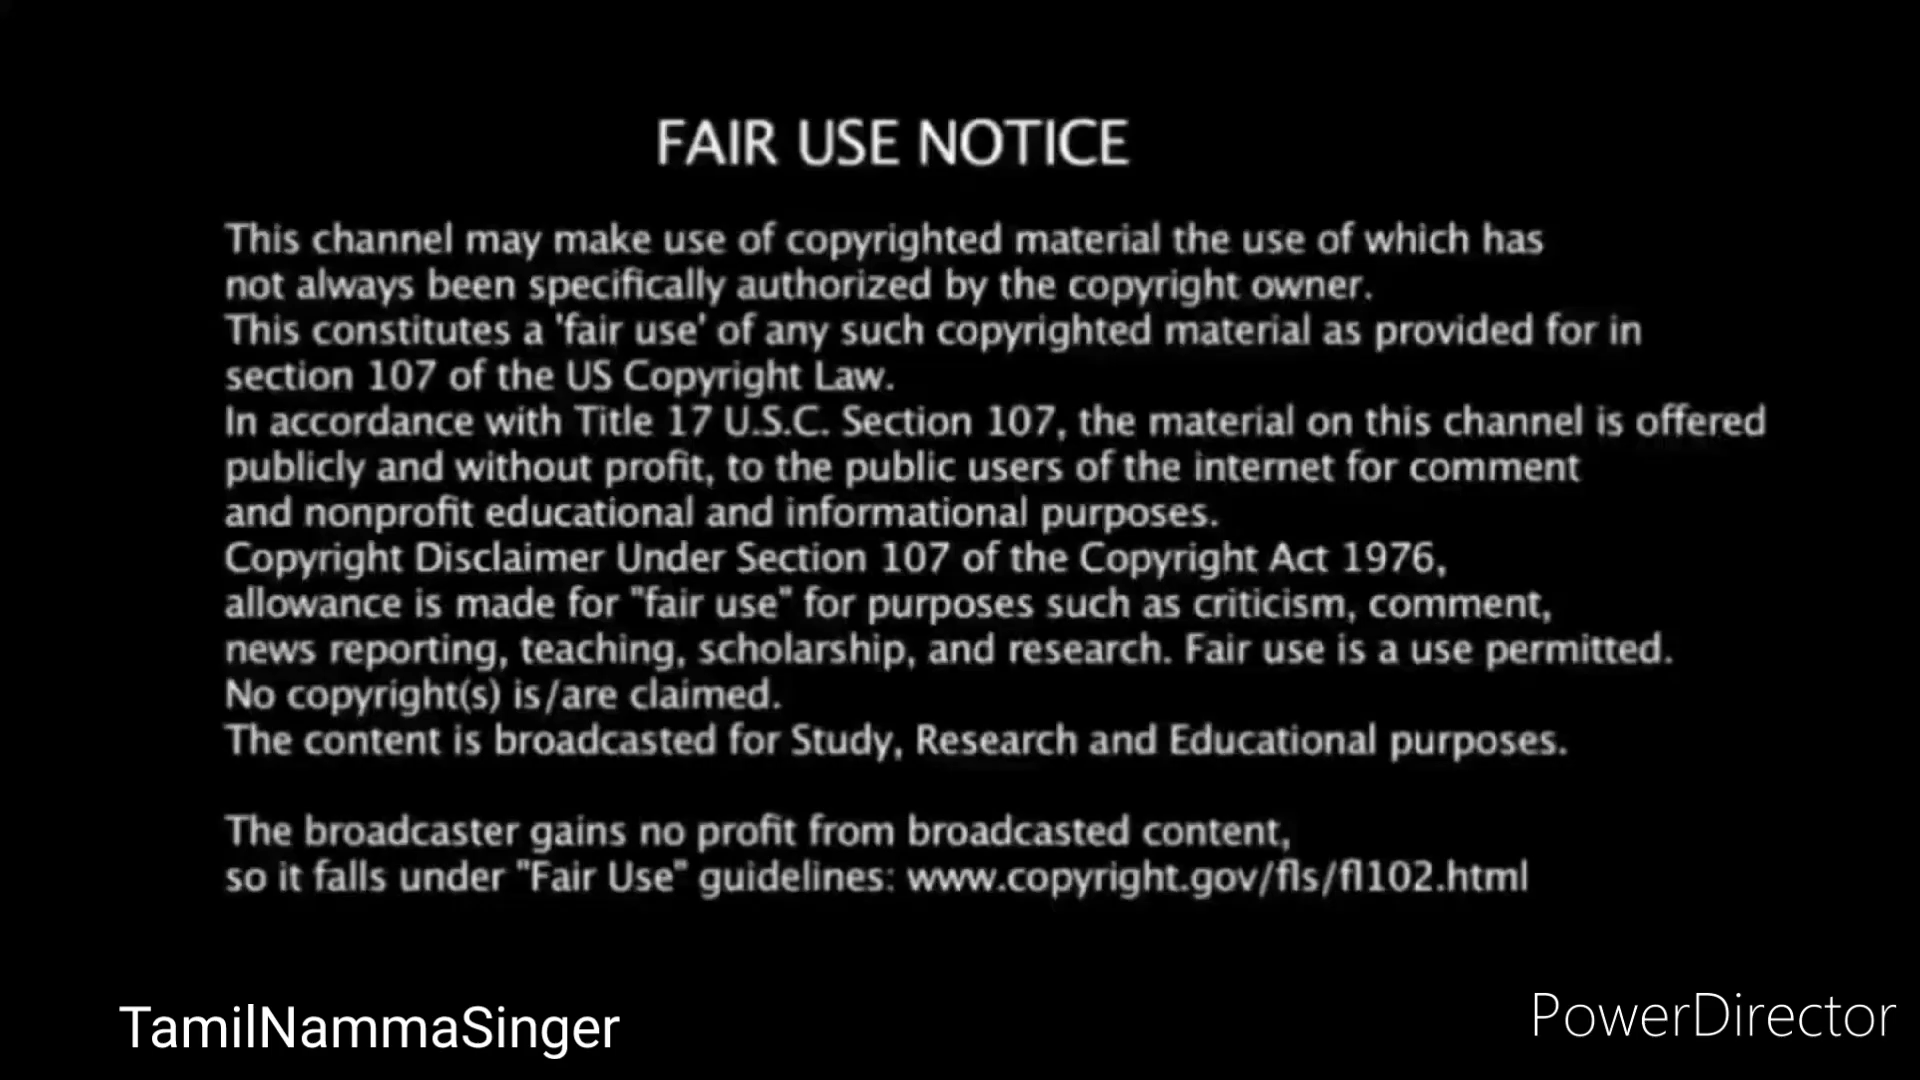 FAIR USE NOTICE
This channel may make use of copyrighted material the use of which has
not always been specifically authorized by the copyright owner.
This constitutes a 'fair use' of any such copyrighted material as provided for in
section 107 of the US Copyright Law.
In accordance with Title 17 U.S.C. Section 107, the material on this channel is offered
publicly and without profit, to the public users of the internet for comment
and nonprofit educational and informational purposes.
Copyright Disclaimer Under Section 107 of the Copyright Act 1976,
allowance is made for "fair use" for purposes such as criticism, comment,
news reporting, teaching, scholarship, and research. Fair use is a use permitted.
No copyright(s) is/are claimed.
The content is broadcasted for Study, Research and Educational purposes.
The broadcaster gains no profit from broadcasted content,
so it falls under "Fair Use" guidelines: www.copyright.gov/fls/fl102.html
TamilNammaSinger
PowerDirector